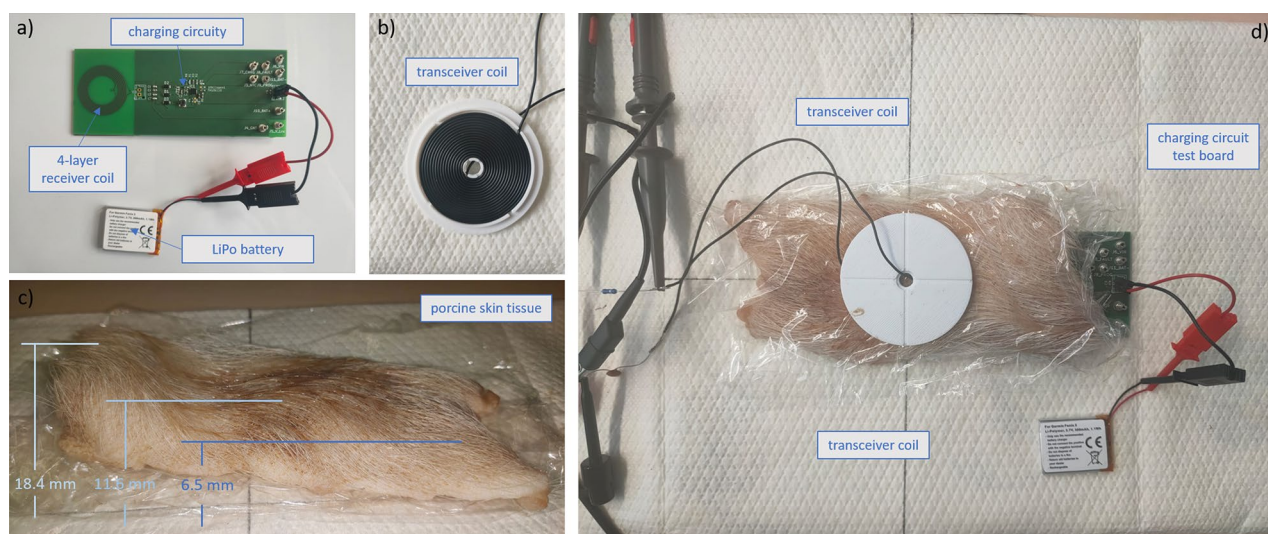 a)
charging circuity
4-layer
receiver coil
LiPo battery
b)
transceiver coil
c)
porcine skin tissue
18.4 mm
11.6 mm
6.5 mm
d)
transceiver coil
charging circuit
test board
transceiver coil